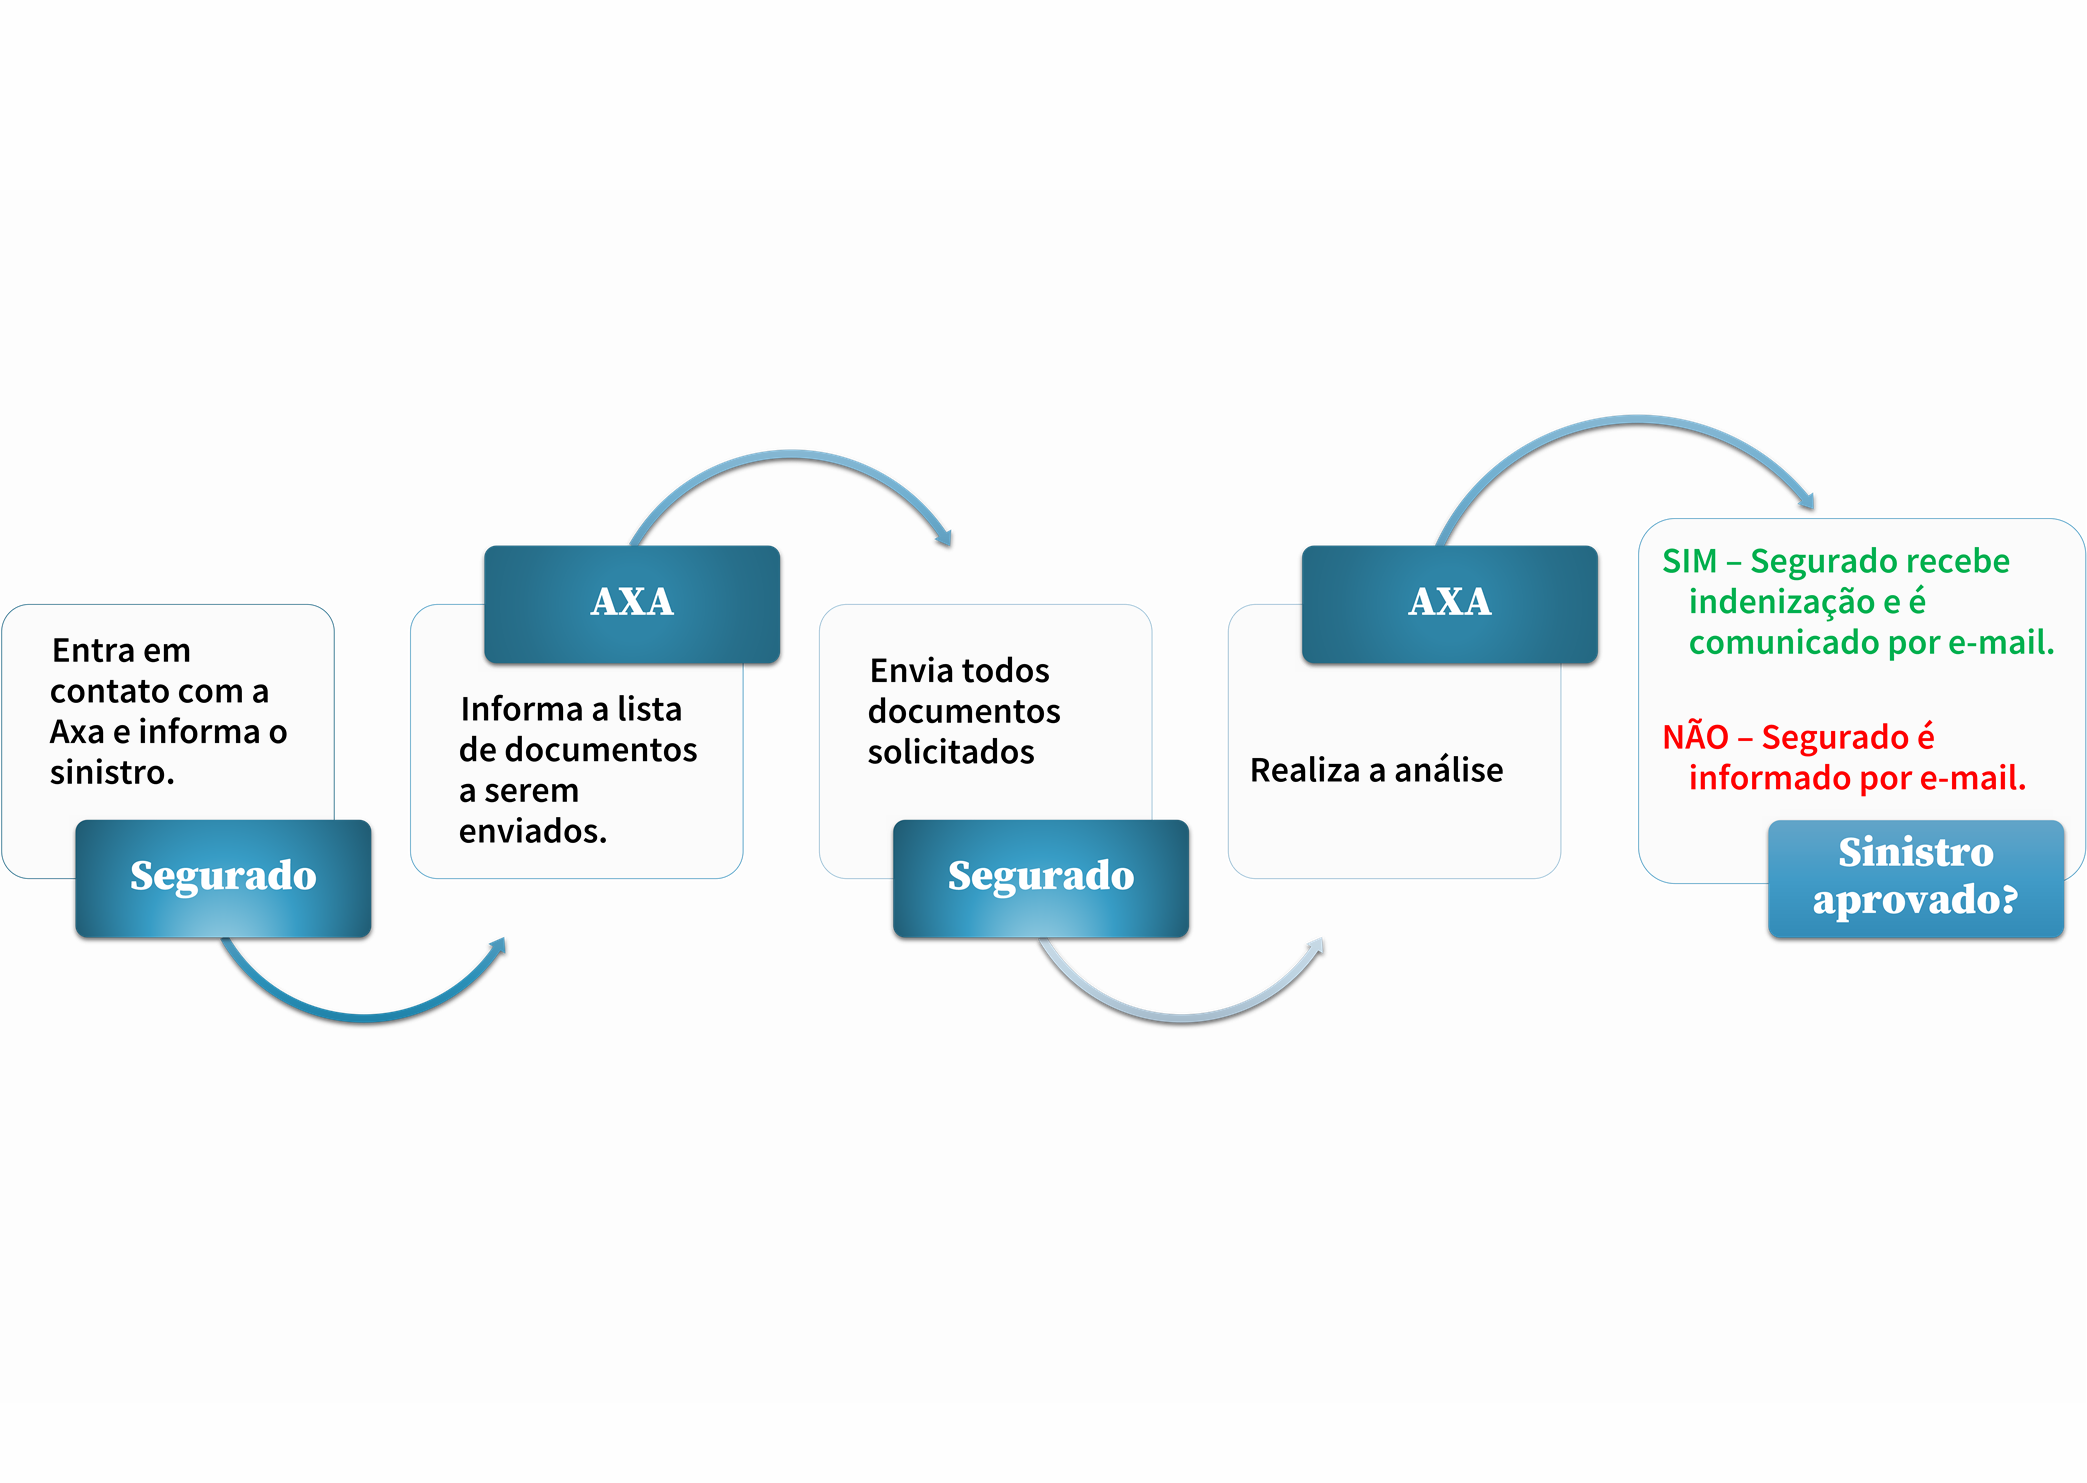 Entra em
contato com a
Axa e informa o
sinistro.
Segurado
AXA
Informa a lista
de documentos
a serem
enviados.
Envia todos
documentos
solicitados
Segurado
AXA
Realiza a análise
SIM – Segurado recebe
indenização e é
comunicado por e-mail.
NÃO – Segurado é
informado por e-mail.
Sinistro
aprovado?